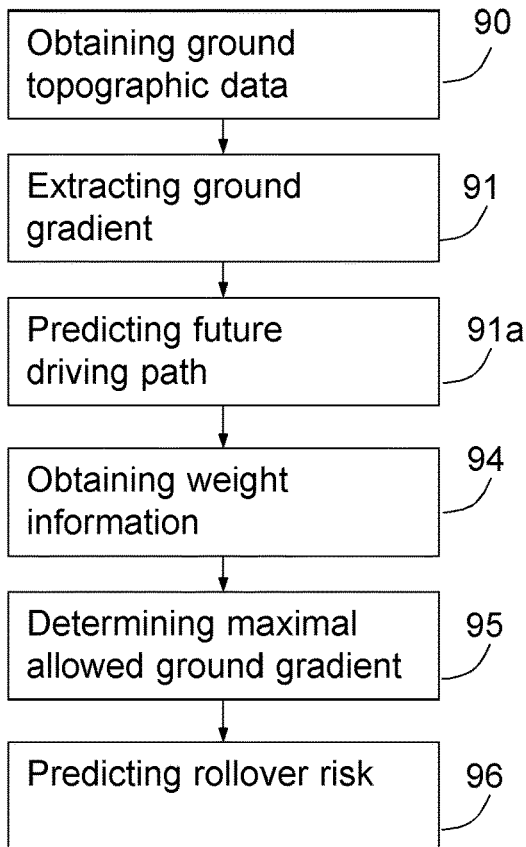 Obtaining ground
topographic data
90
Extracting ground
gradient
91
Predicting future
driving path
91a
Obtaining weight
information
94
Determining maximal
allowed ground gradient
95
Predicting rollover risk
96